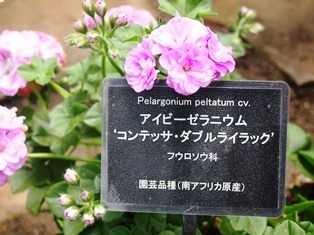 Pelargonium peltatum cv.
アイビーゼラニウム
‘コンテッサ・ダブルライラック’
フウロソウ科
園芸品種(南アフリカ原産)